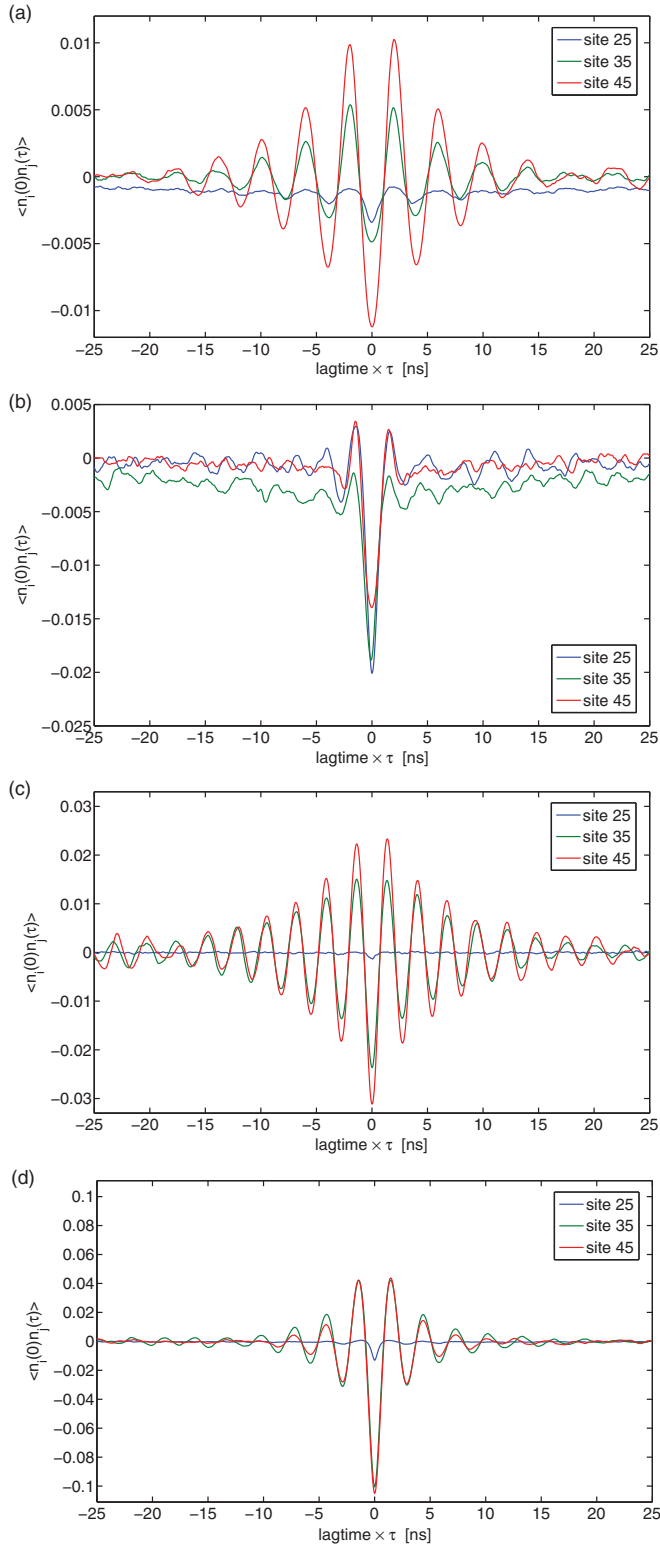 (a)
0.01
0.005
0
−0.005
−0.01
<n_i(0)n_j(τ)>
site 25
site 35
site 45
−25 −20 −15 −10 −5 0 5 10 15 20 25
lagtime × τ [ns]
(b)
0.005
0
−0.005
−0.01
−0.015
−0.02
−0.025
<n_i(0)n_j(τ)>
site 25
site 35
site 45
−25 −20 −15 −10 −5 0 5 10 15 20 25
lagtime × τ [ns]
(c)
0.03
0.02
0.01
0
−0.01
−0.02
−0.03
<n_i(0)n_j(τ)>
site 25
site 35
site 45
−25 −20 −15 −10 −5 0 5 10 15 20 25
lagtime × τ [ns]
(d)
0.1
0.08
0.06
0.04
0.02
0
−0.02
−0.04
−0.06
−0.08
−0.1
<n_i(0)n_j(τ)>
site 25
site 35
site 45
−25 −20 −15 −10 −5 0 5 10 15 20 25
lagtime × τ [ns]